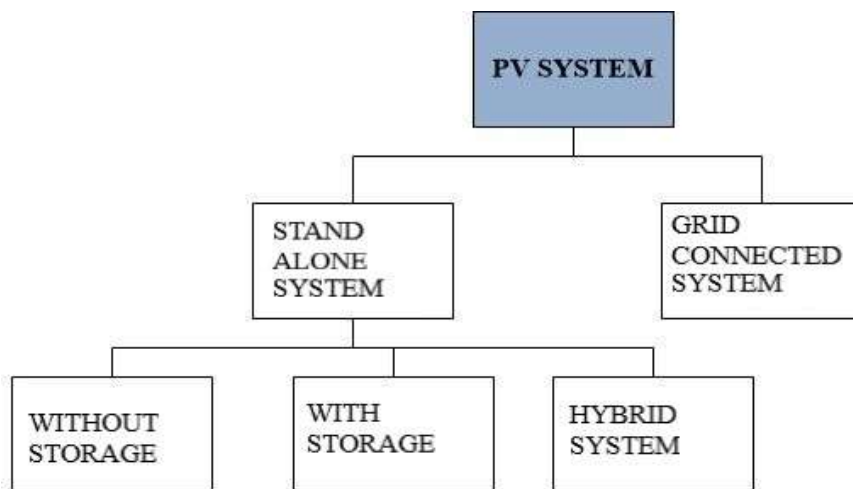 PV SYSTEM
STAND
ALONE
SYSTEM
GRID
CONNECTED
SYSTEM
WITHOUT
STORAGE
WITH
STORAGE
HYBRID
SYSTEM